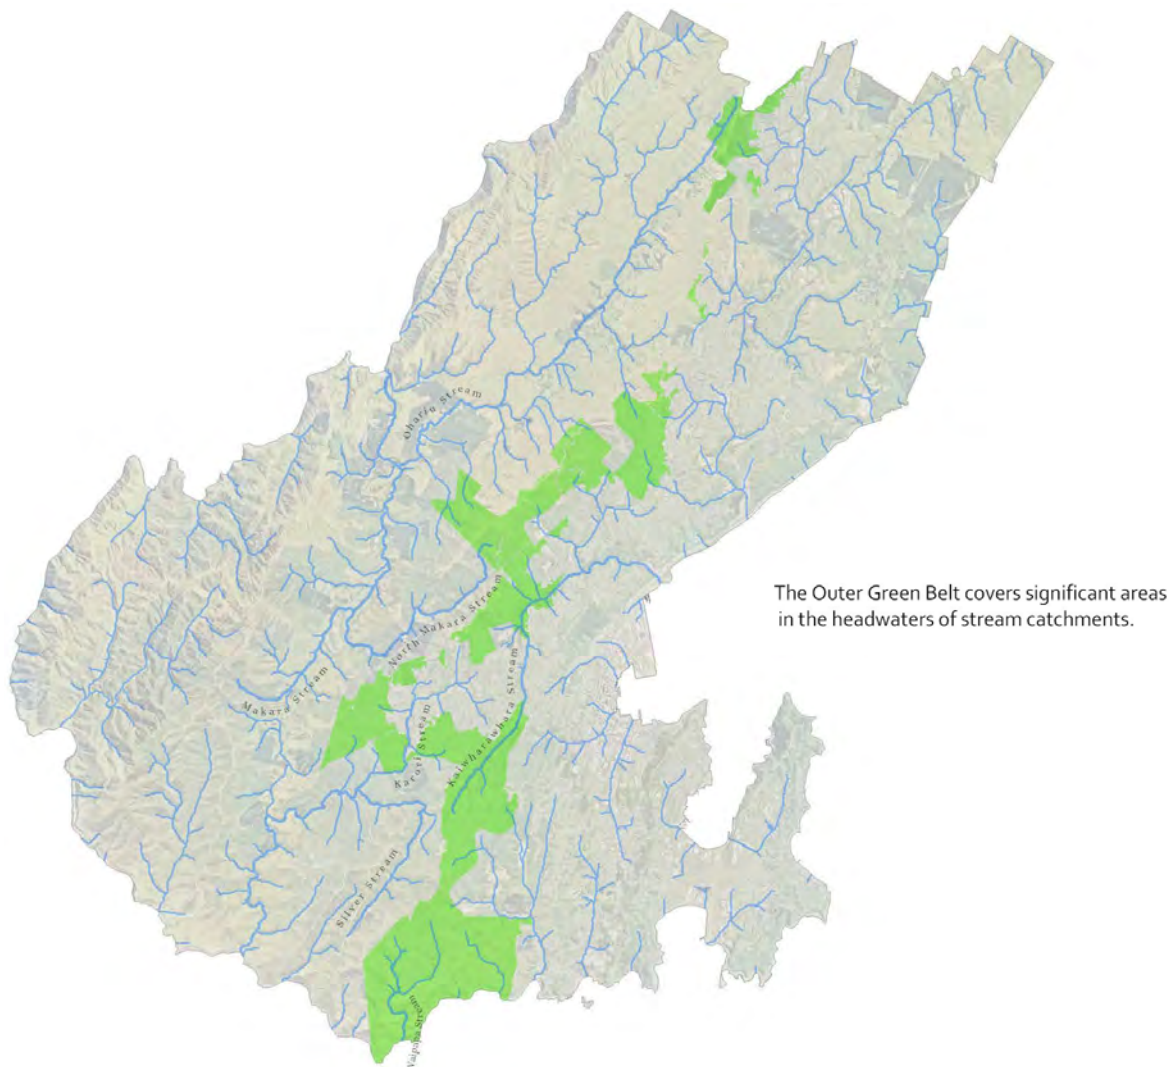 Ohariu Stream
The Outer Green Belt covers significant areas
in the headwaters of stream catchments.
North Makara Stream
Makara Stream
Kaiwharawhara Stream
Karori Stream
Silver Stream
Waipapa Stream